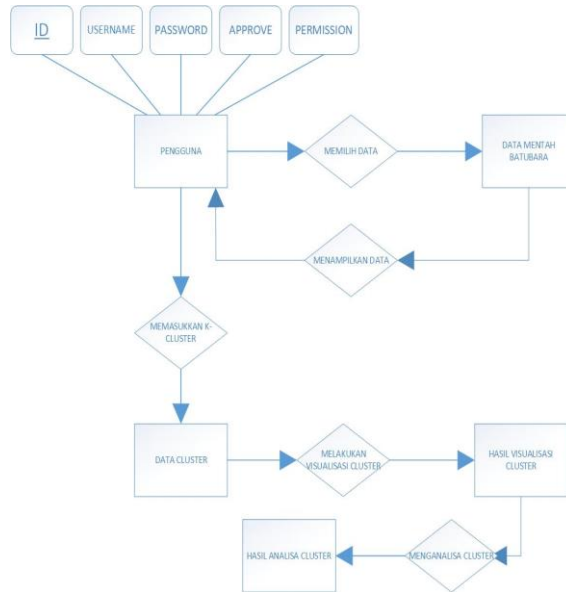 ID
USERNAME
PASSWORD
APPROVE
PERMISSION
PENGGUNA
MEMILIH DATA
DATA MENTAH
BATUBARA
MENAMPILKAN DATA
MEMASUKKAN K-
CLUSTER
DATA CLUSTER
MELAKUKAN
VISUALISASI CLUSTER
HASIL VISUALISASI
CLUSTER
HASIL ANALISA CLUSTER
MENGANALISA CLUSTER